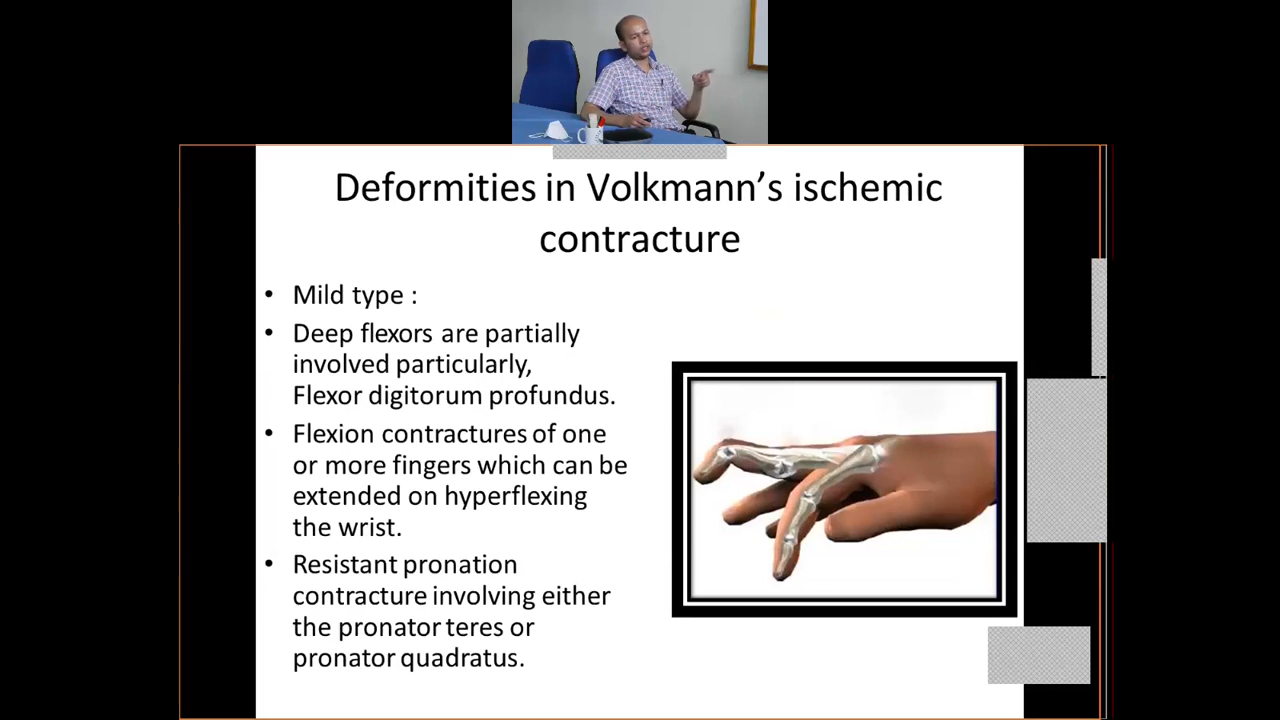 Deformities in Volkmann’s ischemic
contracture
• Mild type :
• Deep flexors are partially
involved particularly,
Flexor digitorum profundus.
• Flexion contractures of one
or more fingers which can be
extended on hyperflexing
the wrist.
• Resistant pronation
contracture involving either
the pronator teres or
pronator quadratus.